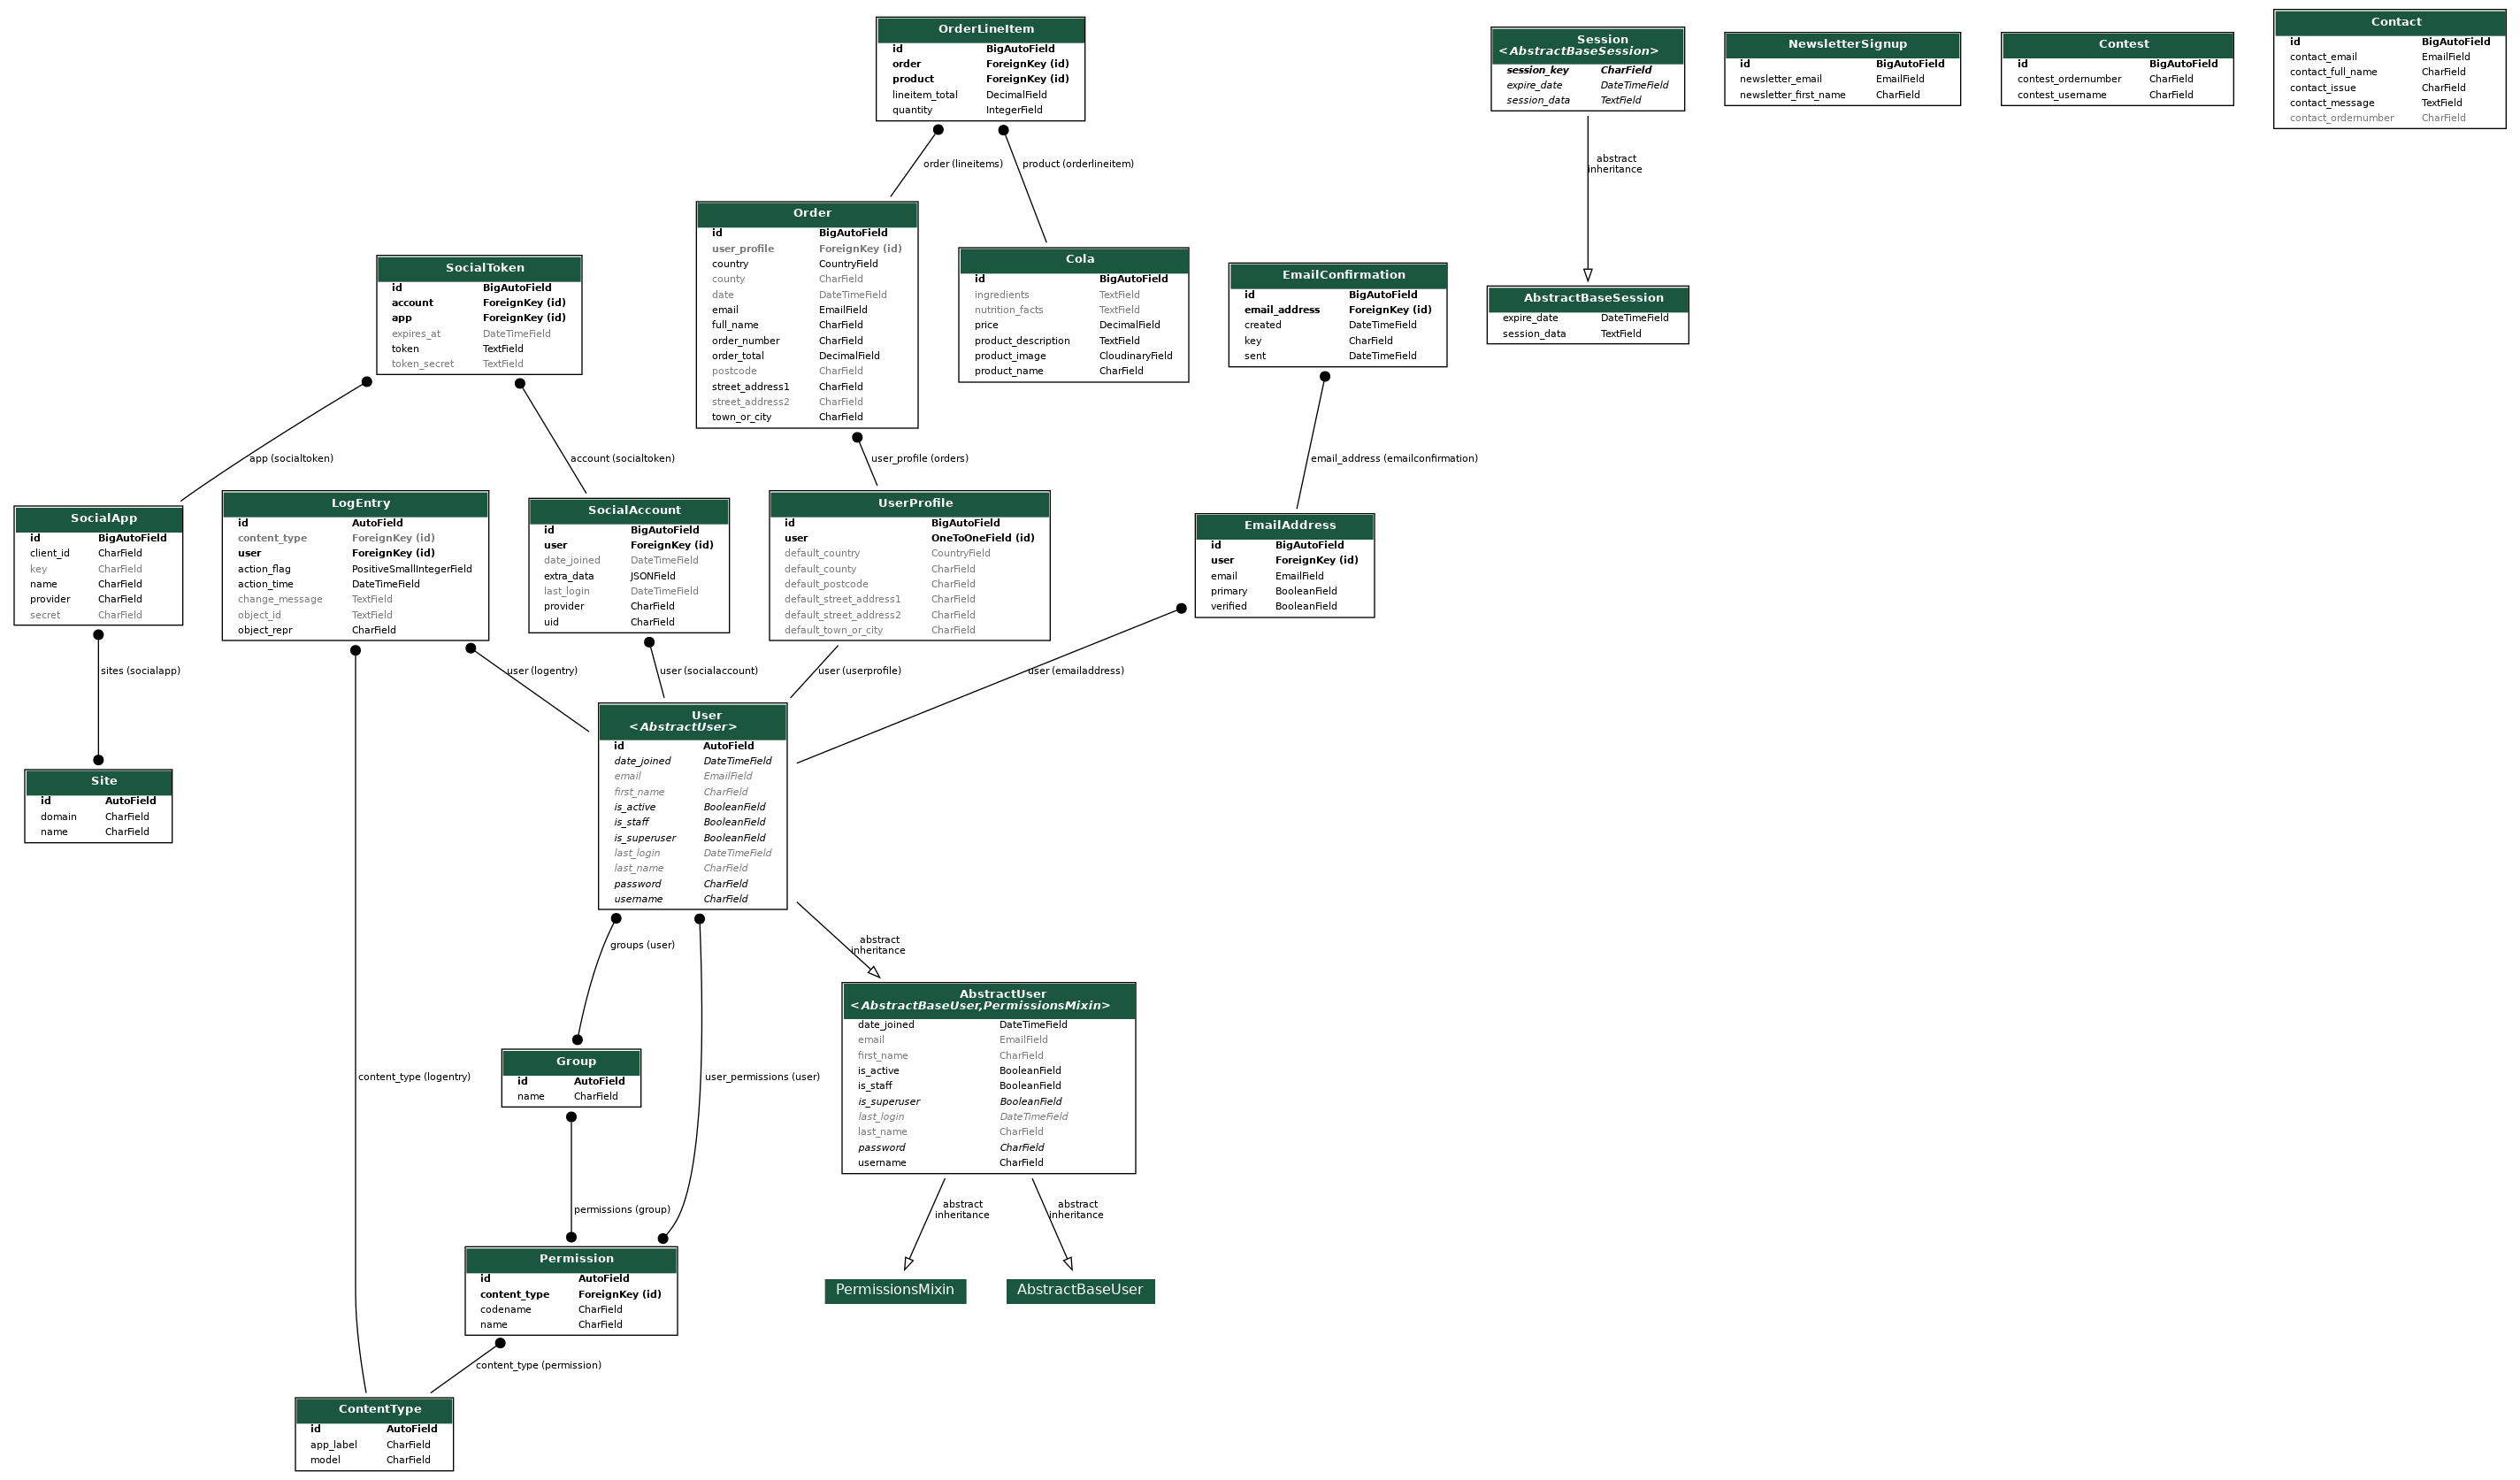 OrderLineItem
id BigAutoField
order ForeignKey (id)
product ForeignKey (id)
lineitem_total DecimalField
quantity IntegerField
Session
<AbstractBaseSession>
session_key CharField
expire_date DateTimeField
session_data TextField
NewsletterSignup
id BigAutoField
newsletter_email EmailField
newsletter_first_name CharField
Contest
id BigAutoField
contest_ordernumber CharField
contest_username CharField
Contact
id BigAutoField
contact_email EmailField
contact_full_name CharField
contact_issue CharField
contact_message TextField
contact_ordernumber CharField
order (lineitems)
product (orderlineitem)
abstract
inheritance
Order
id BigAutoField
user_profile ForeignKey (id)
country CountryField
county CharField
date DateTimeField
email EmailField
full_name CharField
order_number CharField
order_total DecimalField
postcode CharField
street_address1 CharField
street_address2 CharField
town_or_city CharField
Cola
id BigAutoField
ingredients TextField
nutrition_facts TextField
price DecimalField
product_description TextField
product_image CloudinaryField
product_name CharField
SocialToken
id BigAutoField
account ForeignKey (id)
app ForeignKey (id)
expires_at DateTimeField
token TextField
token_secret TextField
EmailConfirmation
id BigAutoField
email_address ForeignKey (id)
created DateTimeField
key CharField
sent DateTimeField
AbstractBaseSession
expire_date DateTimeField
session_data TextField
app (socialtoken)
account (socialtoken)
user_profile (orders)
email_address (emailconfirmation)
SocialApp
id BigAutoField
client_id CharField
key CharField
name CharField
provider CharField
secret CharField
LogEntry
id AutoField
content_type ForeignKey (id)
user ForeignKey (id)
action_flag PositiveSmallIntegerField
action_time DateTimeField
change_message TextField
object_id TextField
object_repr CharField
SocialAccount
id BigAutoField
user ForeignKey (id)
date_joined DateTimeField
extra_data JSONField
last_login DateTimeField
provider CharField
uid CharField
UserProfile
id BigAutoField
user OneToOneField (id)
default_country CountryField
default_county CharField
default_postcode CharField
default_street_address1 CharField
default_street_address2 CharField
default_town_or_city CharField
EmailAddress
id BigAutoField
user ForeignKey (id)
email EmailField
primary BooleanField
verified BooleanField
sites (socialapp)
user (logentry)
user (socialaccount)
user (userprofile)
user (emailaddress)
Site
id AutoField
domain CharField
name CharField
User
<AbstractUser>
id AutoField
date_joined DateTimeField
email EmailField
first_name CharField
is_active BooleanField
is_staff BooleanField
is_superuser BooleanField
last_login DateTimeField
last_name CharField
password CharField
username CharField
groups (user)
abstract
inheritance
AbstractUser
<AbstractBaseUser,PermissionsMixin>
date_joined DateTimeField
email EmailField
first_name CharField
is_active BooleanField
is_staff BooleanField
is_superuser BooleanField
last_login DateTimeField
last_name CharField
password CharField
username CharField
Group
id AutoField
name CharField
content_type (logentry)
user_permissions (user)
permissions (group)
abstract
inheritance
abstract
inheritance
Permission
id AutoField
content_type ForeignKey (id)
codename CharField
name CharField
PermissionsMixin
AbstractBaseUser
content_type (permission)
ContentType
id AutoField
app_label CharField
model CharField